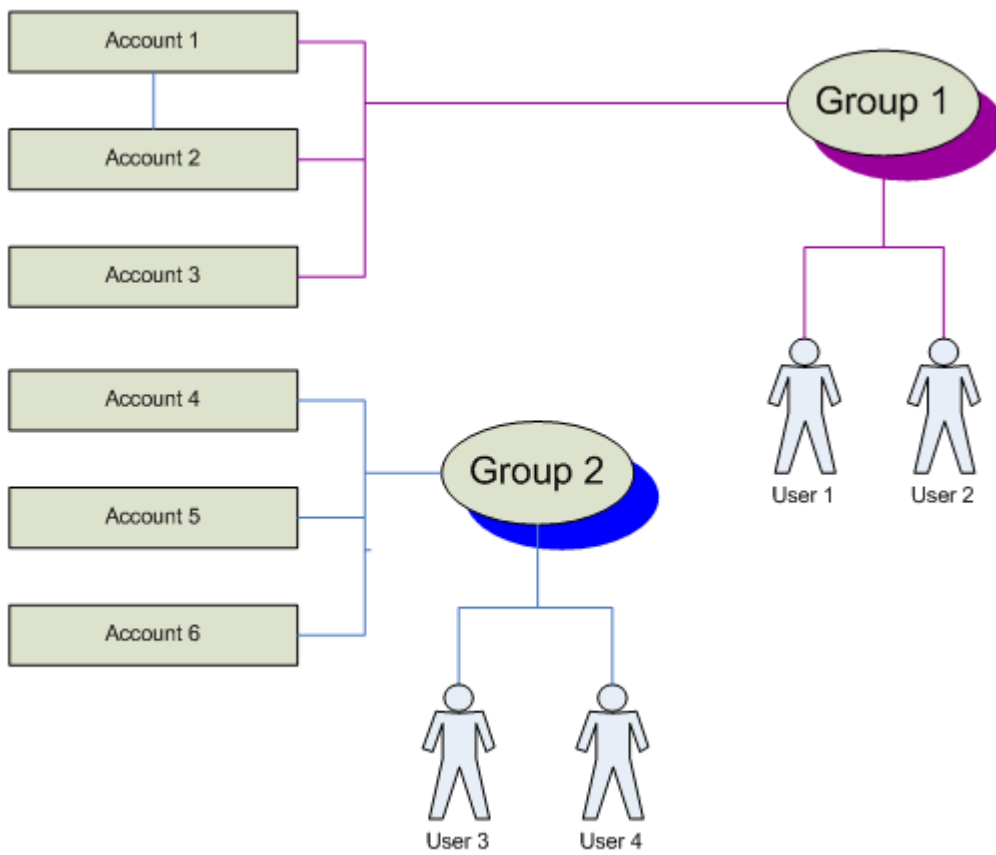 Account 1
Group 1
Account 2
Account 3
Account 4
Group 2
User 1
User 2
Account 5
Account 6
User 3
User 4